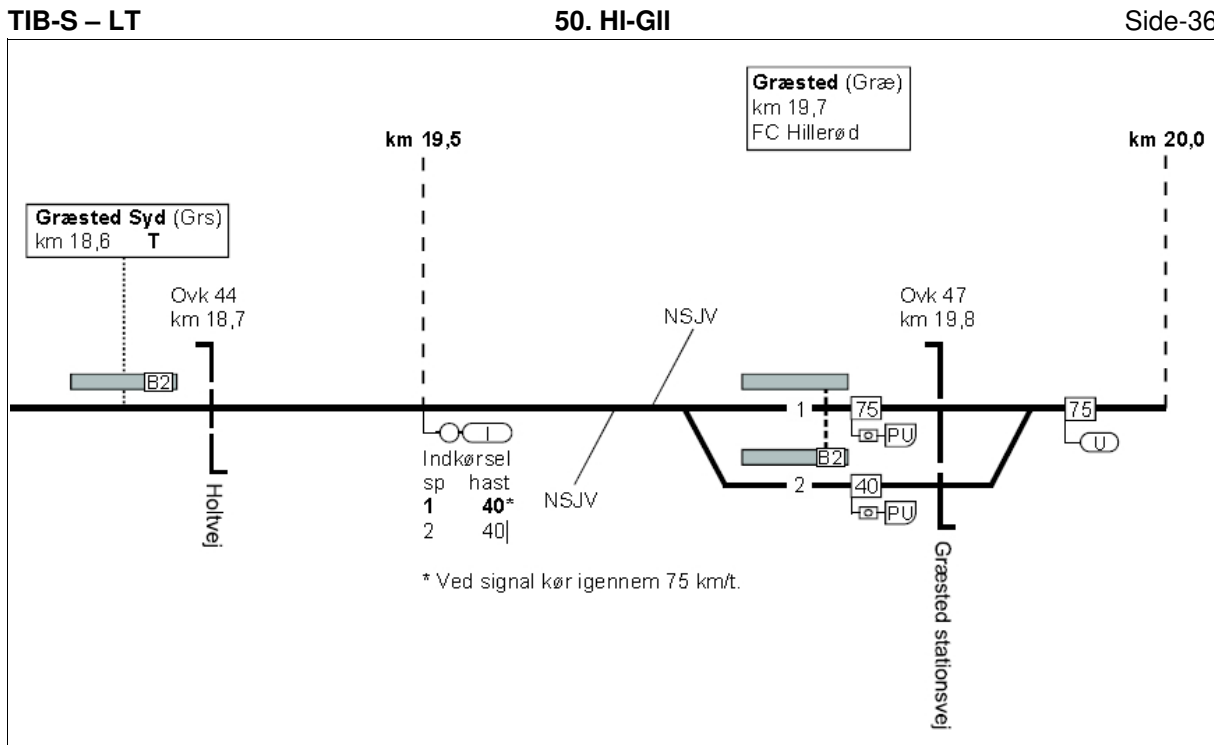 TIB-S – LT
50. HI-GII
Side-36
Græsted (Græ)
km 19,7
FC Hillerød
km 19,5
km 20,0
Græsted Syd (Grs)
km 18,6 T
Ovk 44
km 18,7
Ovk 47
km 19,8
NSJV
B2
1
75
75
PU
U
I
Indkørsel
sp hast
1 40*
2 40|
NSJV
B2
2
40
PU
Holtvej
* Ved signal kør igennem 75 km/t.
Græsted stationsvej